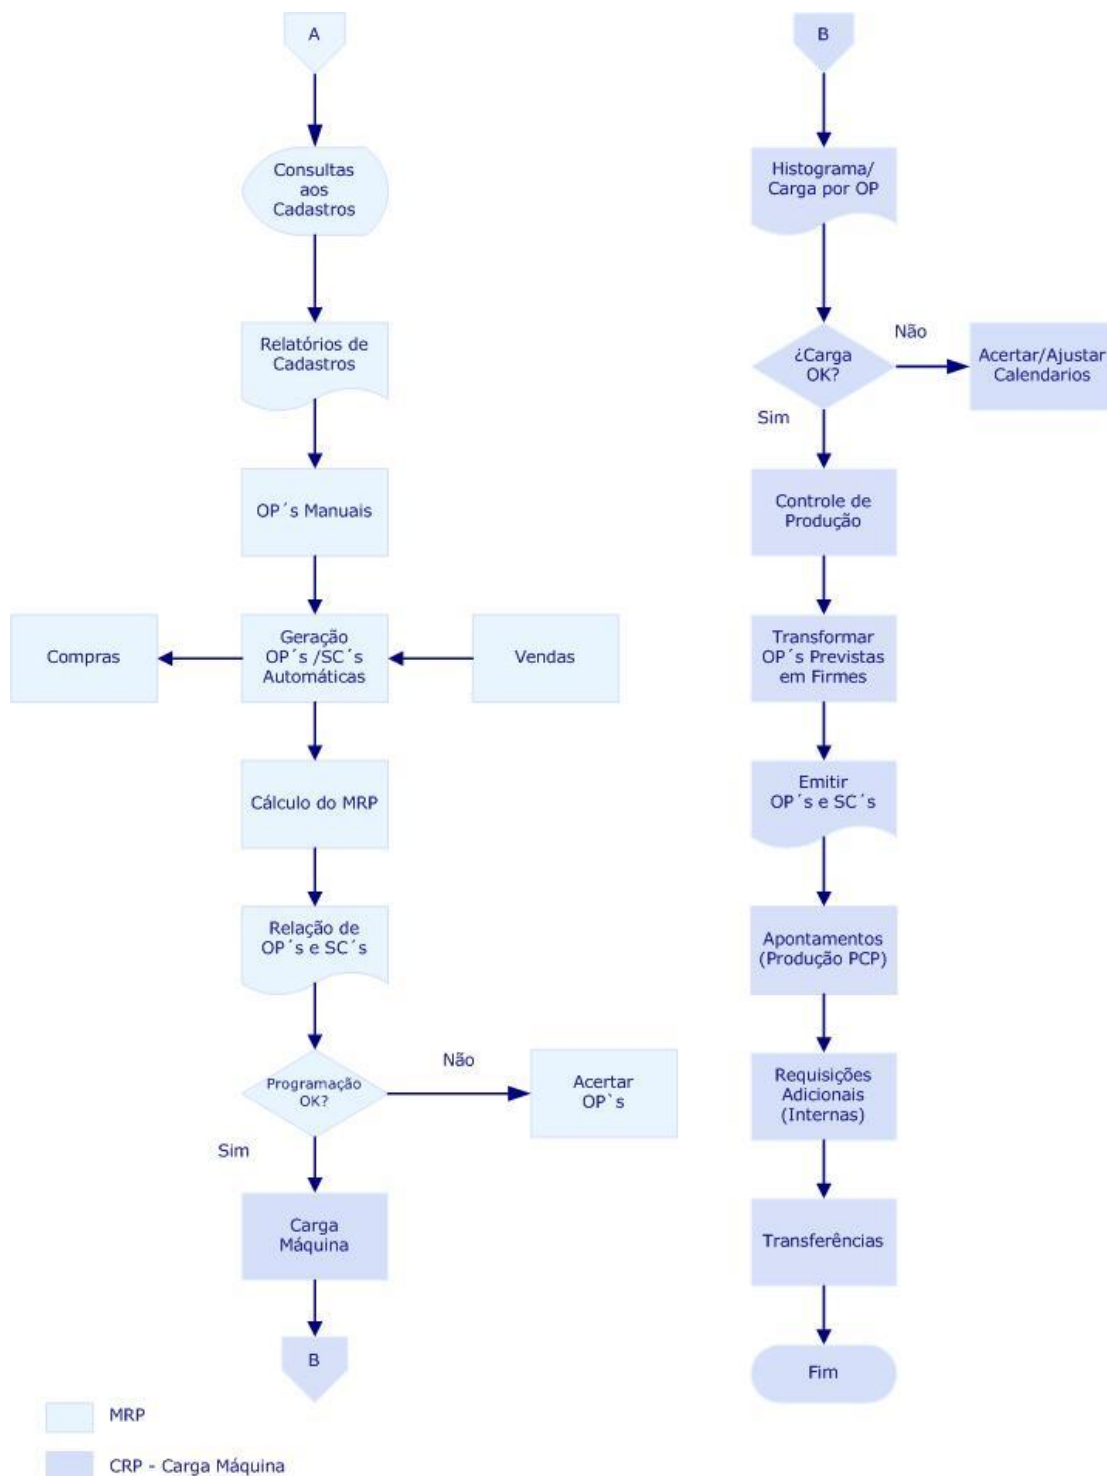 A
Consultas
aos
Cadastros
Relatórios de
Cadastros
OP´s Manuais
Compras
Geração
OP´s /SC´s
Automáticas
Vendas
Cálculo do MRP
Relação de
OP´s e SC´s
Programação
OK?
Não
Acertar
OP`s
Sim
Carga
Máquina
B
MRP
CRP - Carga Máquina
B
Histograma/
Carga por OP
¿Carga
OK?
Não
Acertar/Ajustar
Calendarios
Sim
Controle de
Produção
Transformar
OP´s Previstas
em Firmes
Emitir
OP´s e SC´s
Apontamentos
(Produção PCP)
Requisições
Adicionais
(Internas)
Transferências
Fim